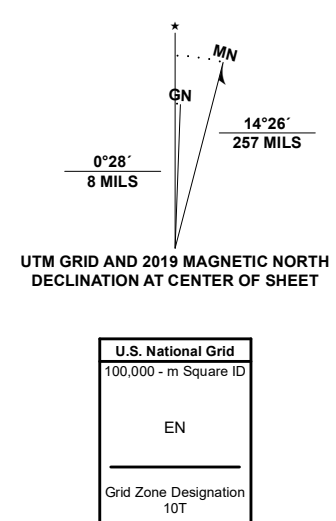 ★
MN
GN
14°26´
257 MILS
0°28´
8 MILS
UTM GRID AND 2019 MAGNETIC NORTH
DECLINATION AT CENTER OF SHEET
U.S. National Grid
100,000 - m Square ID
EN
Grid Zone Designation
10T